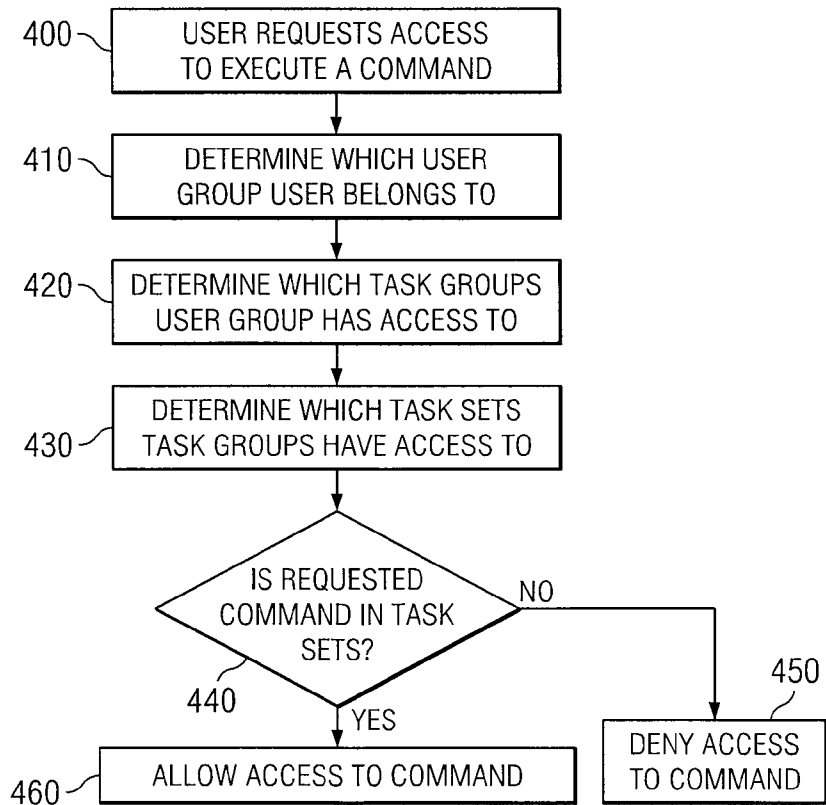 400
USER REQUESTS ACCESS
TO EXECUTE A COMMAND
410
DETERMINE WHICH USER
GROUP USER BELONGS TO
420
DETERMINE WHICH TASK GROUPS
USER GROUP HAS ACCESS TO
430
DETERMINE WHICH TASK SETS
TASK GROUPS HAVE ACCESS TO
IS REQUESTED
COMMAND IN TASK
SETS?
440
NO
YES
450
DENY ACCESS
TO COMMAND
460
ALLOW ACCESS TO COMMAND